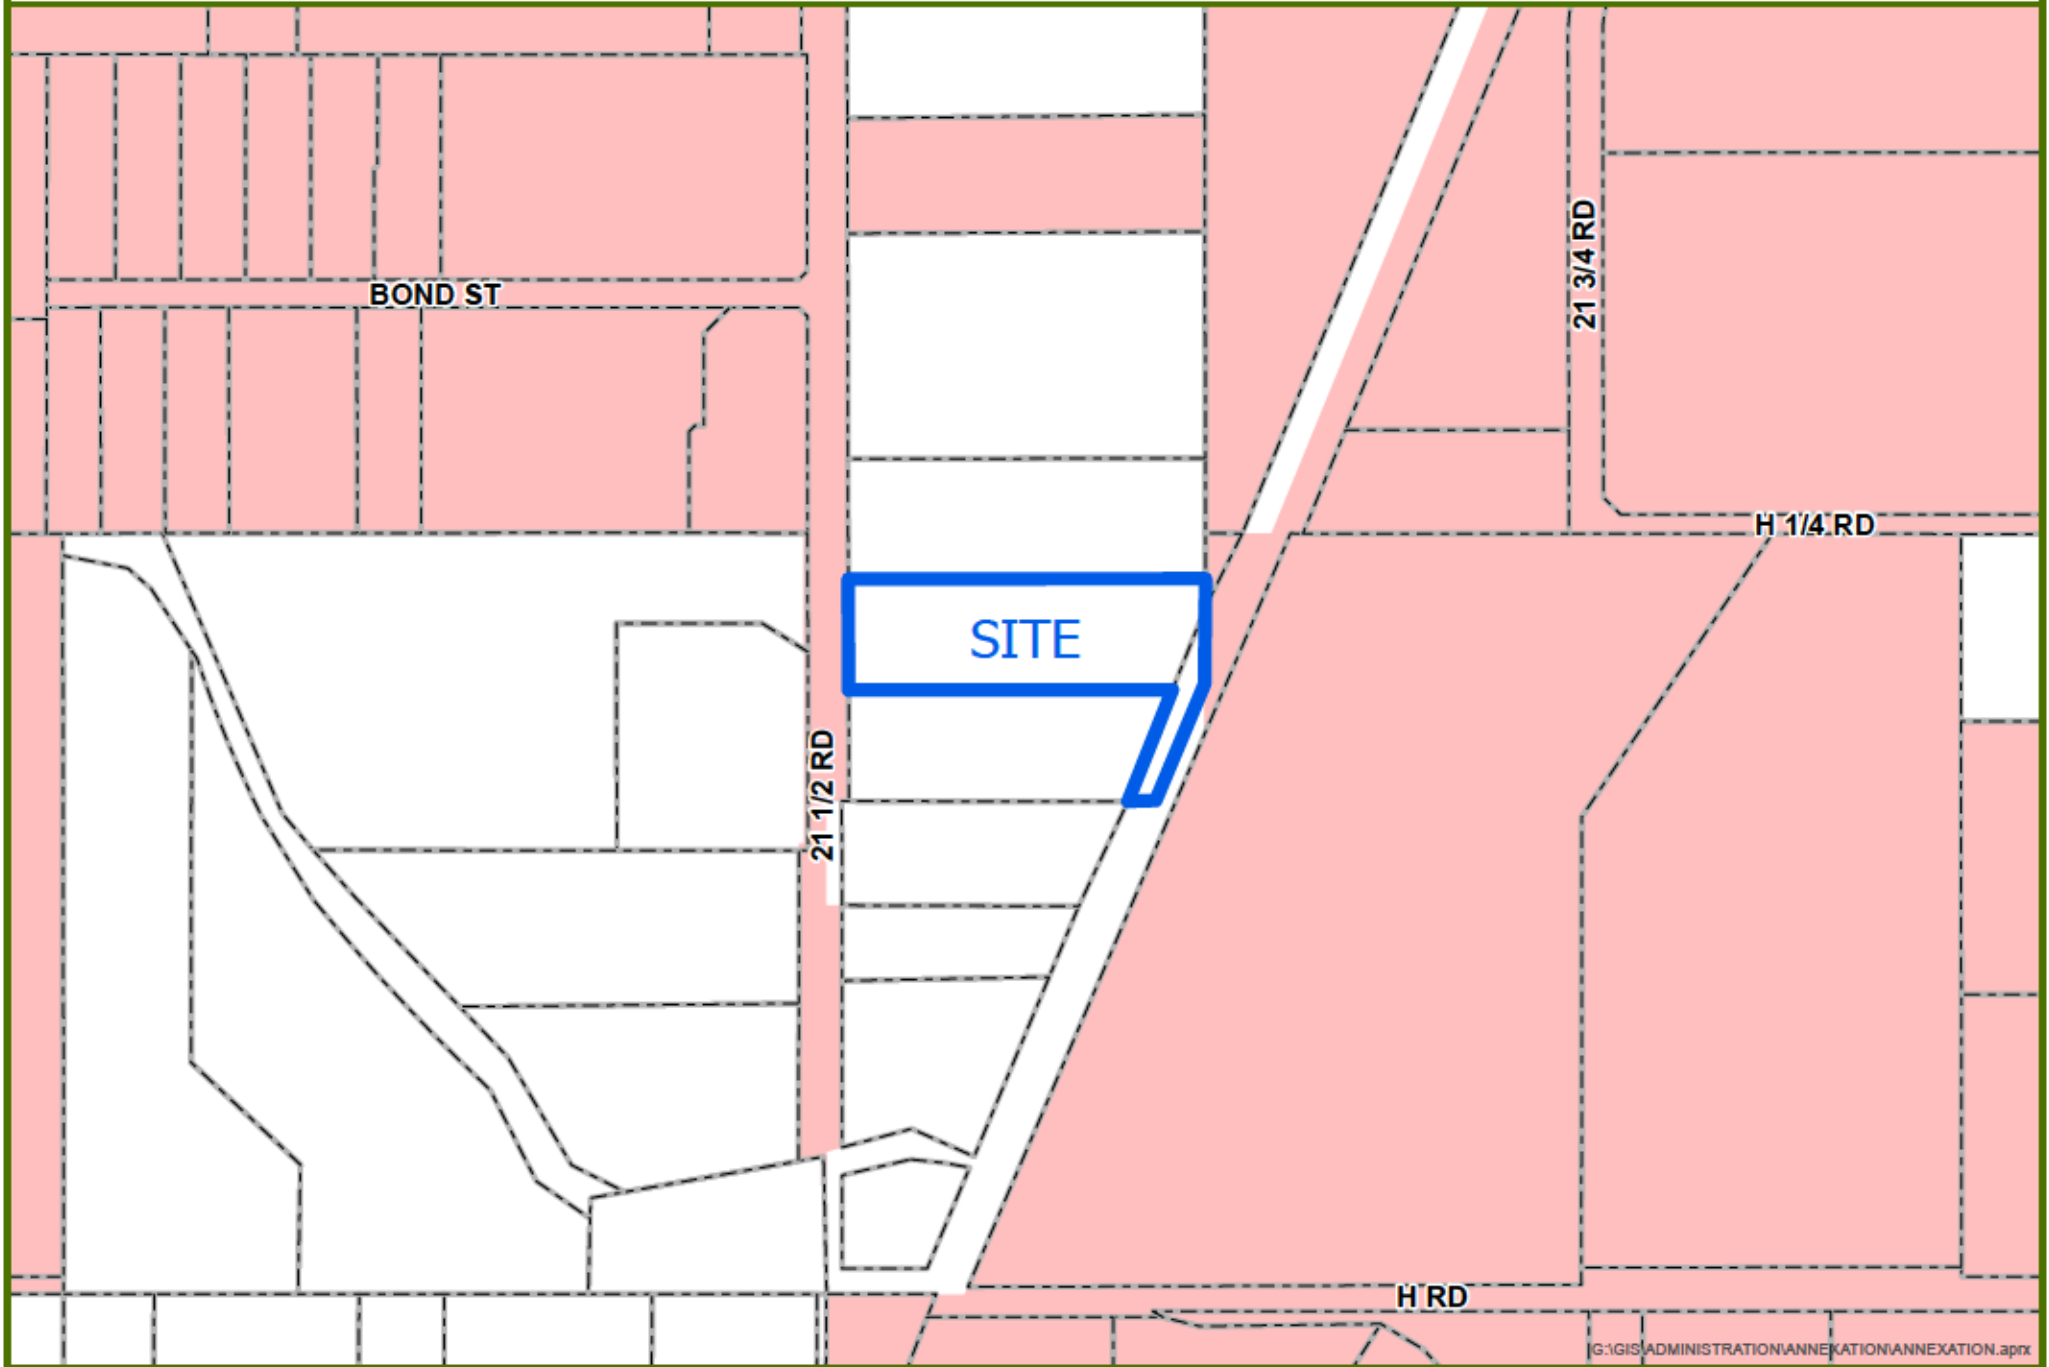 21 3/4 RD
BOND ST
H 1/4 RD
SITE
21 1/2 RD
H RD
G:\GIS\ADMINISTRATION\ANNEXATION\ANNEXATION.aprx